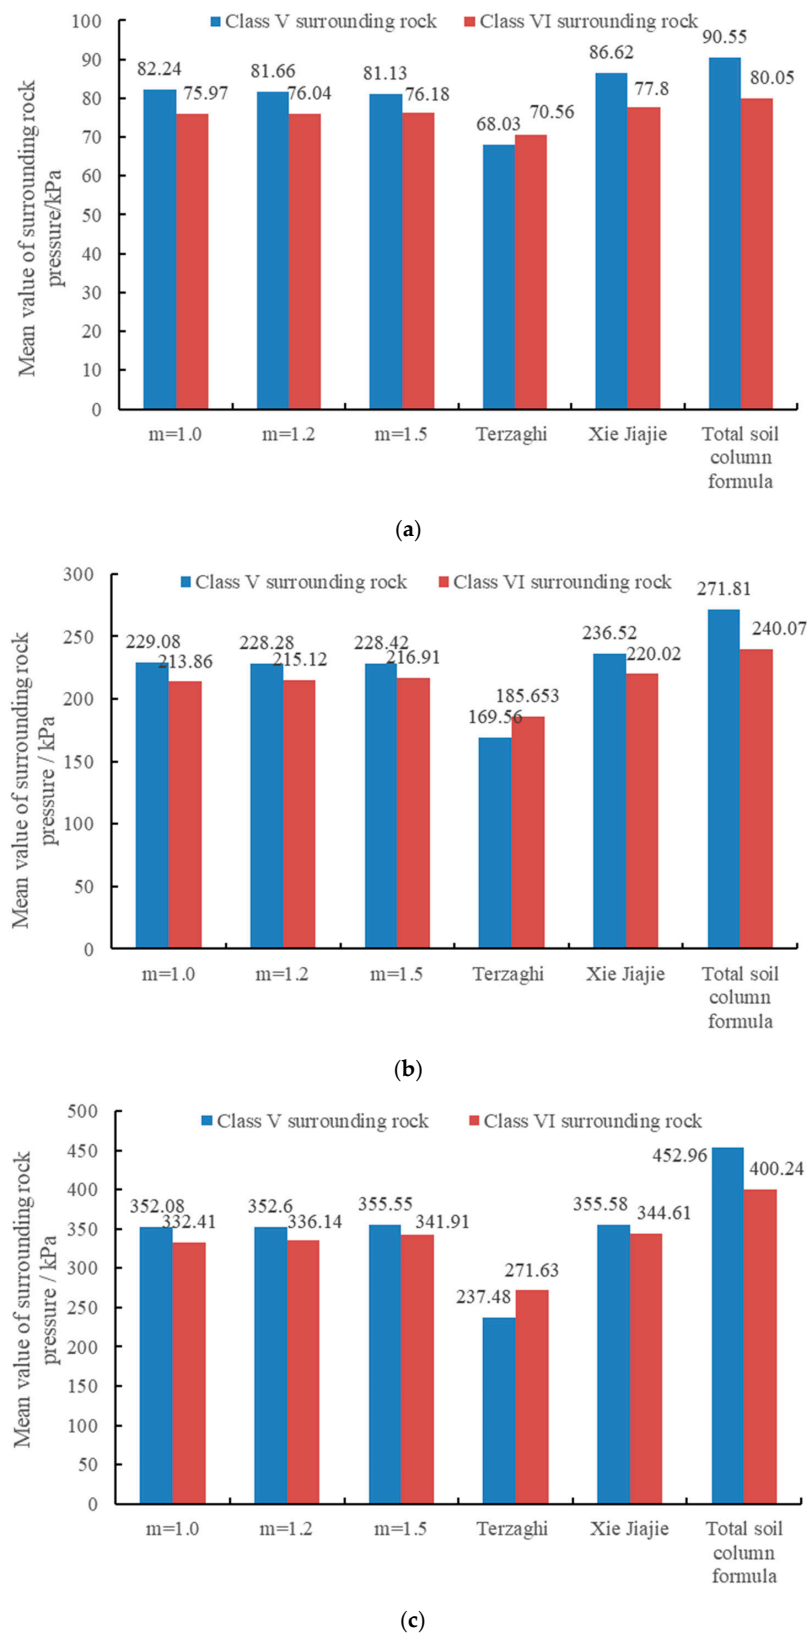 Class V surrounding rock
Class VI surrounding rock
Mean value of surrounding rock
pressure/kPa
100
90
80
70
60
50
40
30
20
10
0
82.24
75.97
81.66
76.04
81.13
76.18
68.03
70.56
86.62
77.8
90.55
80.05
m=1.0
m=1.2
m=1.5
Terzaghi
Xie Jiajie
Total soil
column
formula
(a)
Class V surrounding rock
Class VI surrounding rock
Mean value of surrounding rock
pressure / kPa
300
250
200
150
100
50
0
229.08
213.86
228.28
215.12
228.42
216.91
169.56
185.653
236.52
220.02
271.81
240.07
m=1.0
m=1.2
m=1.5
Terzaghi
Xie Jiajie
Total soil
column
formula
(b)
Class V surrounding rock
Class VI surrounding rock
Mean value of surrounding rock
pressure / kPa
500
450
400
350
300
250
200
150
100
50
0
352.08
332.41
352.6
336.14
355.55
341.91
237.48
271.63
355.58
344.61
452.96
400.24
m=1.0
m=1.2
m=1.5
Terzaghi
Xie Jiajie
Total soil
column
formula
(c)